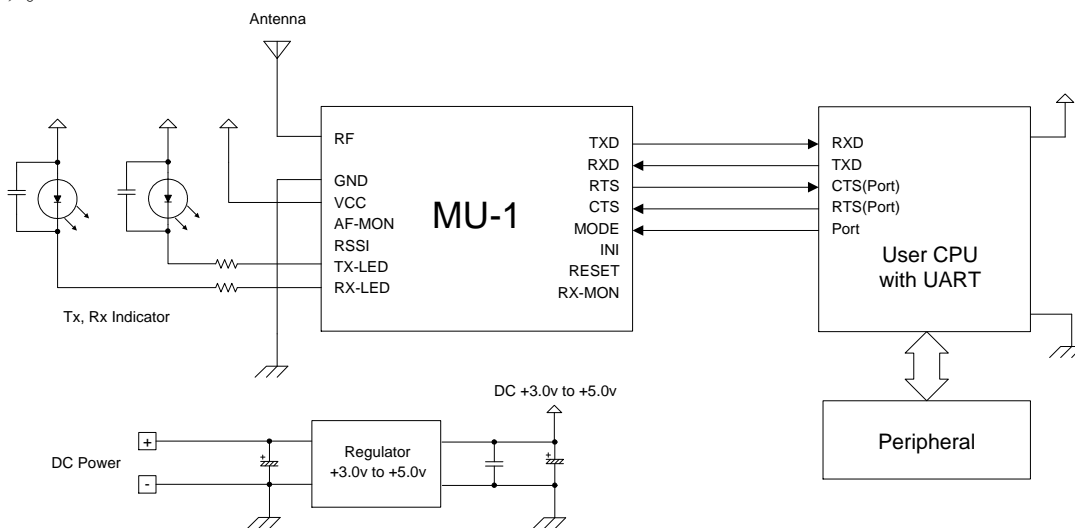 Antenna
RF
GND
VCC
AF-MON
RSSI
TX-LED
RX-LED
MU-1
TXD
RXD
RTS
CTS
MODE
INI
RESET
RX-MON
RXD
TXD
CTS(Port)
RTS(Port)
Port
User CPU
with UART
Tx, Rx Indicator
DC +3.0v to +5.0v
DC Power
+
-
+
Regulator
+3.0v to +5.0v
+
Peripheral